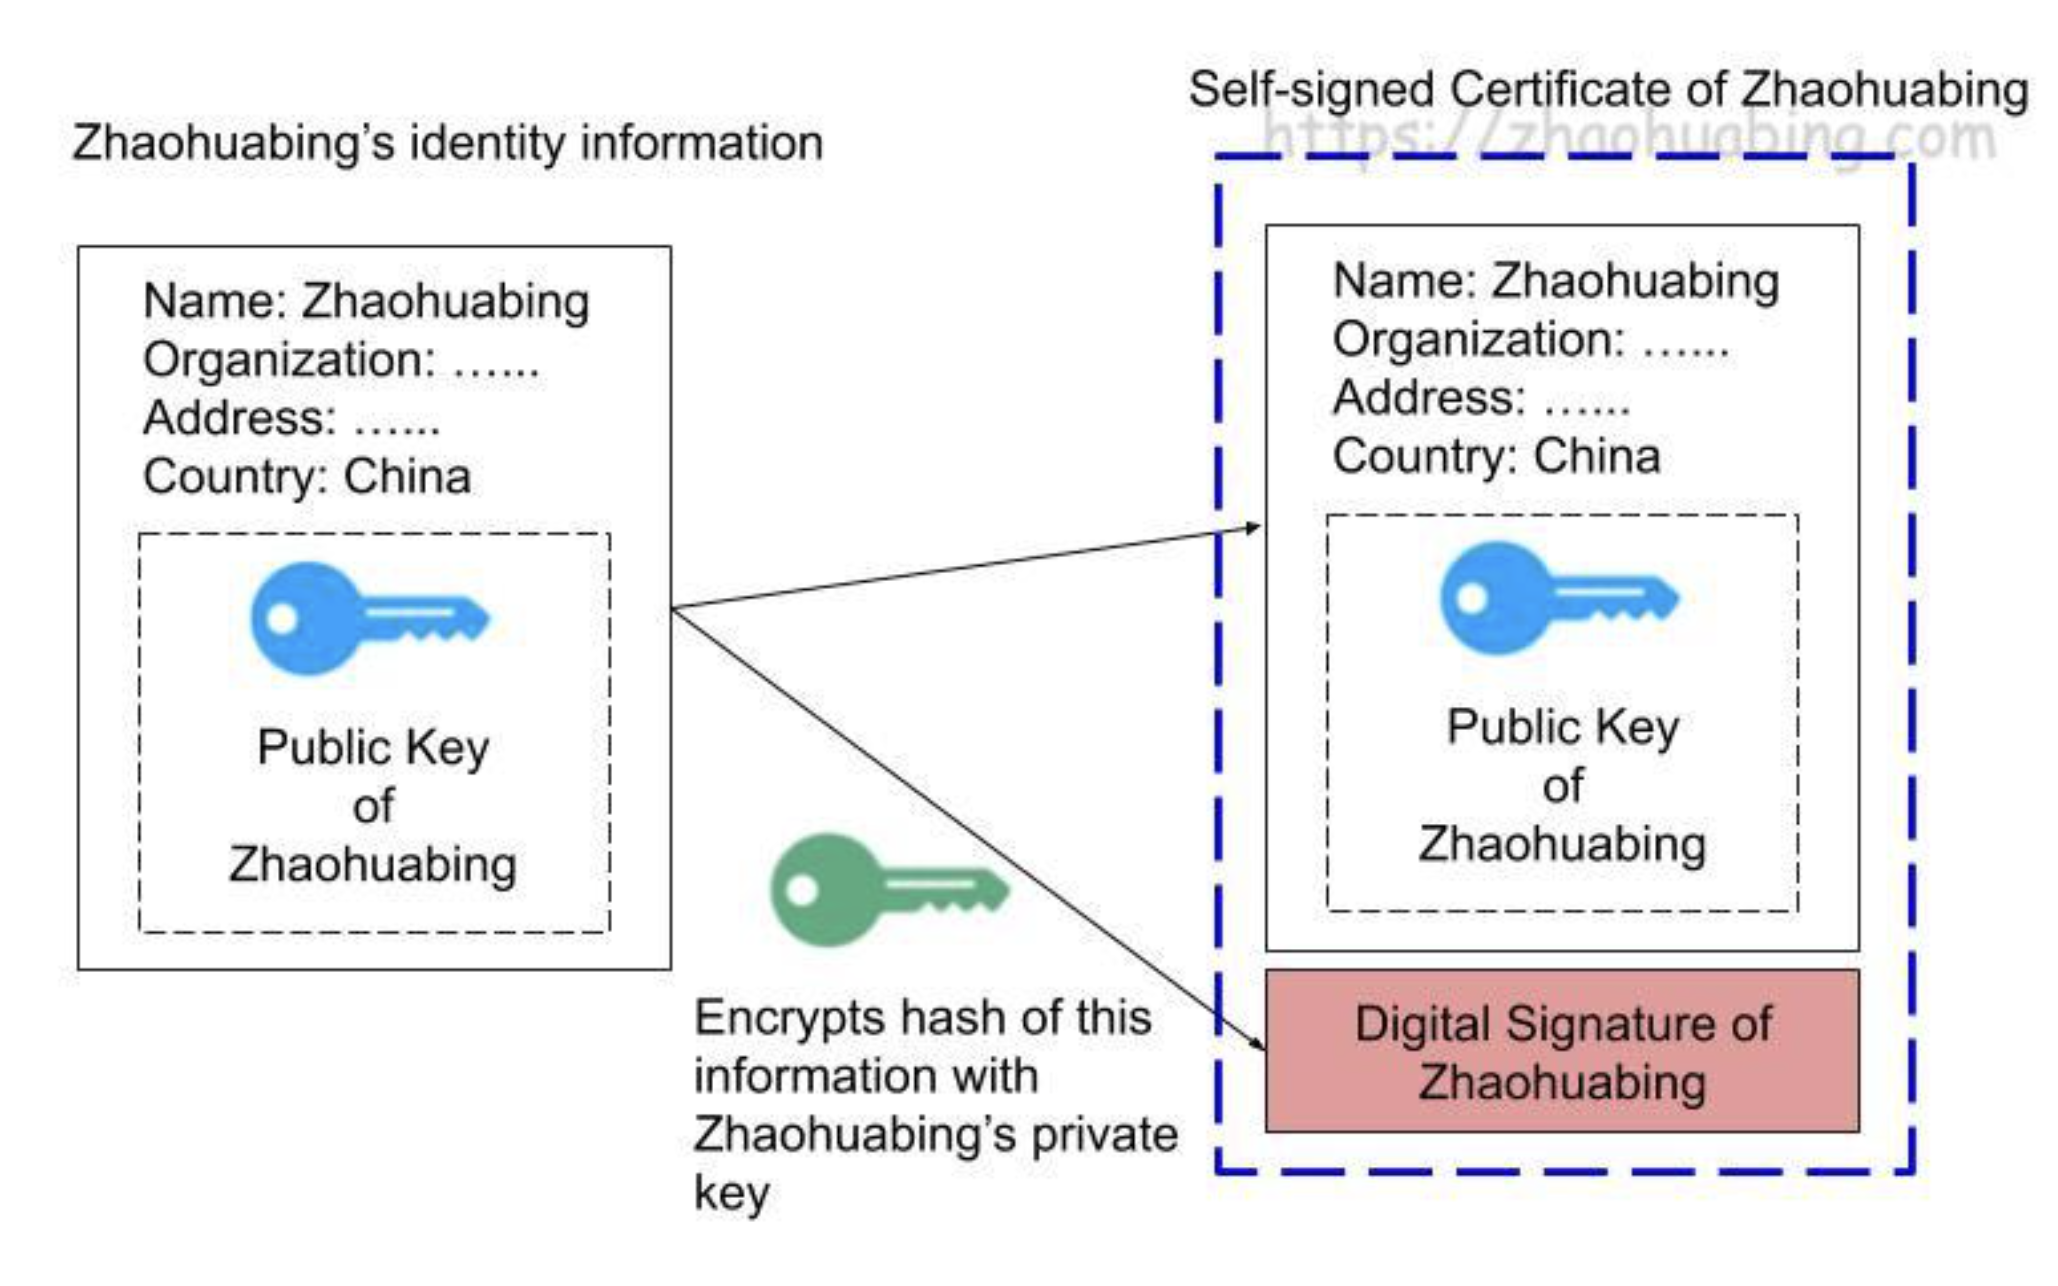 Self-signed Certificate of Zhaohuabing
https://zhaohuabing.com
Zhaohuabing’s identity information
Name: Zhaohuabing
Organization: …...
Address: …...
Country: China
Public Key
of
Zhaohuabing
Encrypts hash of this
information with
Zhaohuabing’s private
key
Name: Zhaohuabing
Organization: …...
Address: …...
Country: China
Public Key
of
Zhaohuabing
Digital Signature of
Zhaohuabing